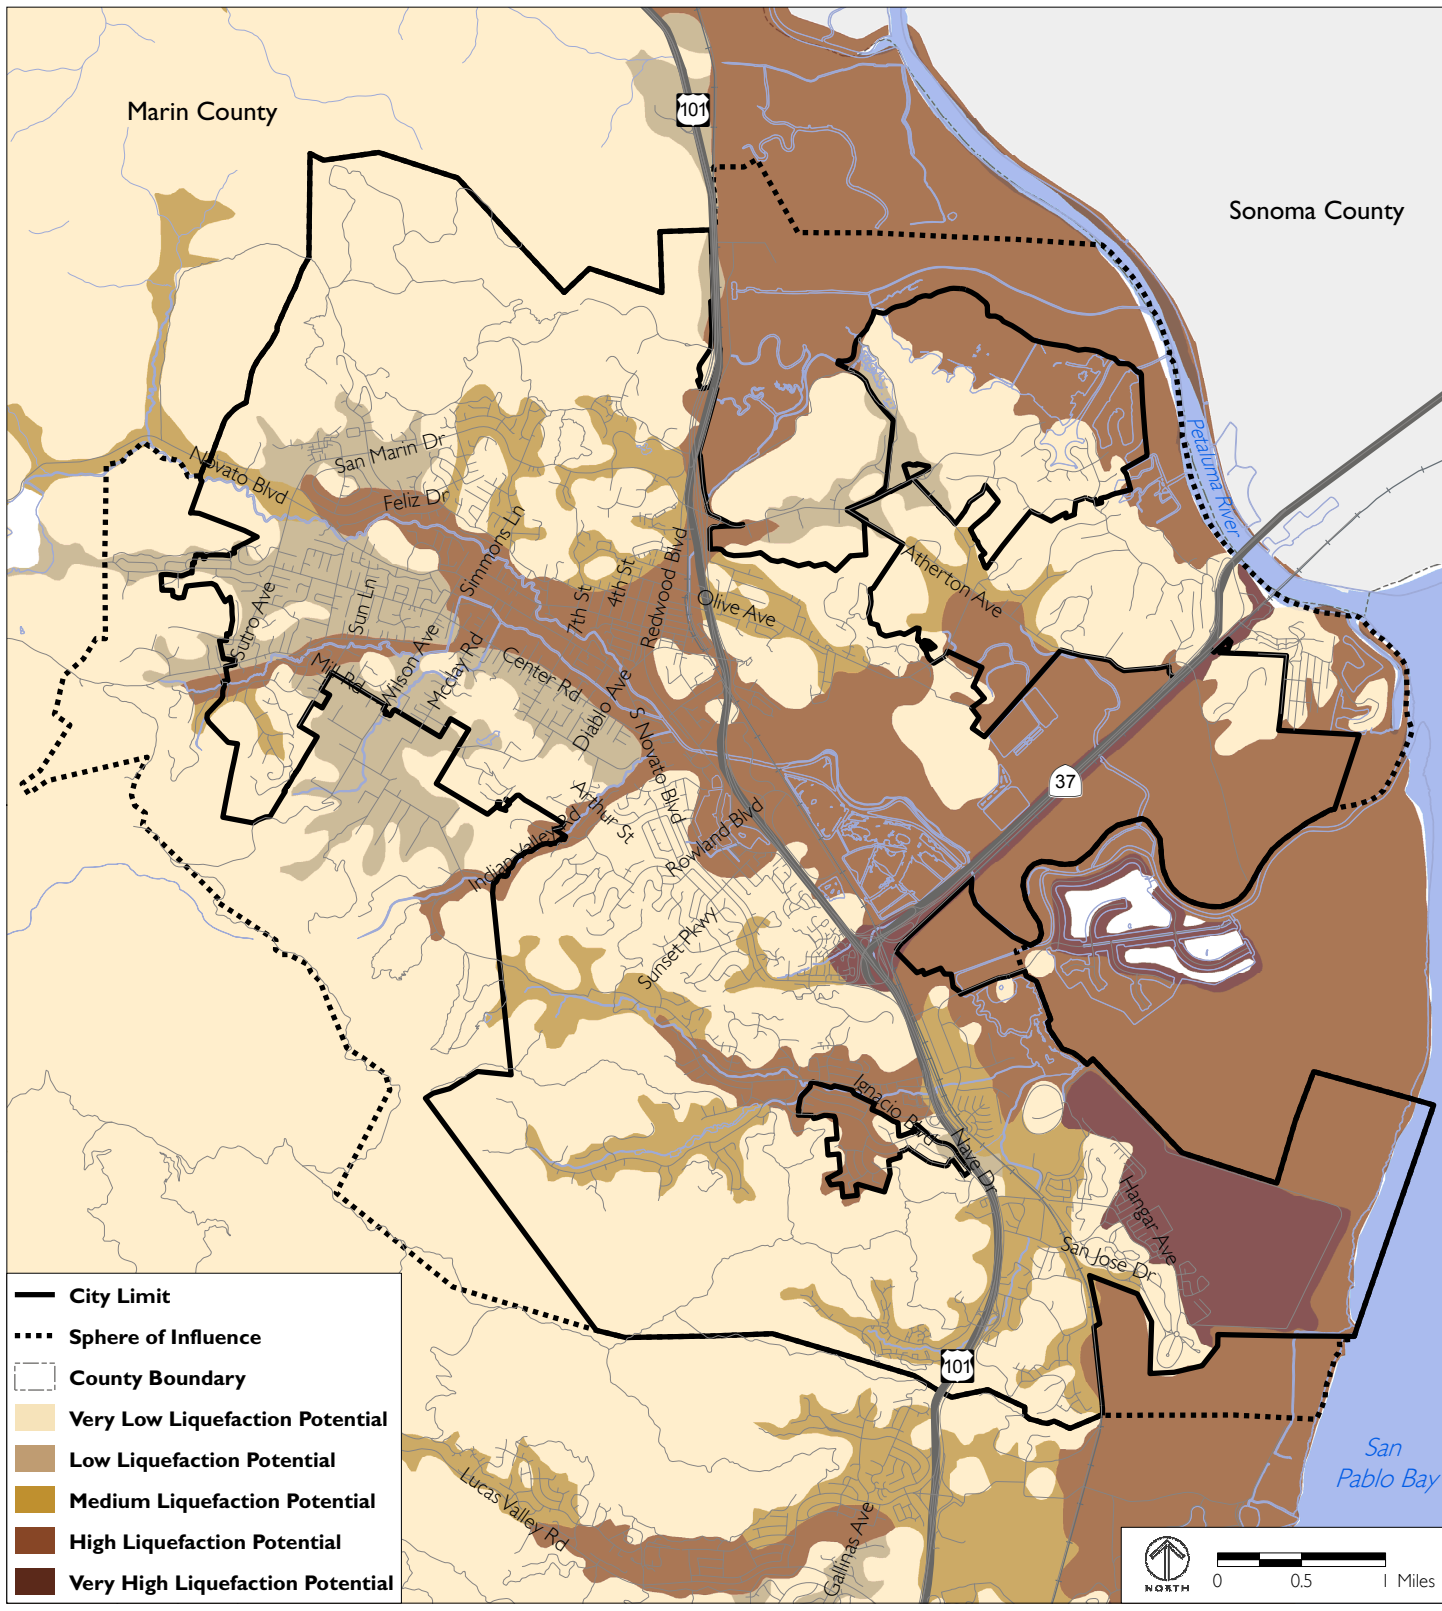 Marin County
101
Sonoma County
San Marin Dr
Novato Blvd
Feliz Dr
Petaluma River
Simmons Ln
Redwood Blvd
4th St
7th St
Atherton Ave
Olive Ave
Sutro Ave
Sun Ln
Mill Rd
Wilson Ave
Mcclay Rd
Center Rd
Diablo Ave
S Novato Blvd
37
Arthur St
Rowland Blvd
Indian Valley Rd
Sunset Pkwy
Ignacio Blvd
Nave Dr
Hangar Ave
San Jose Dr
101
City Limit
Sphere of Influence
County Boundary
Very Low Liquefaction Potential
Low Liquefaction Potential
Medium Liquefaction Potential
High Liquefaction Potential
Very High Liquefaction Potential
Lucas Valley Rd
Gallinas Ave
San
Pablo Bay
NORTH
0 0.5 1 Miles